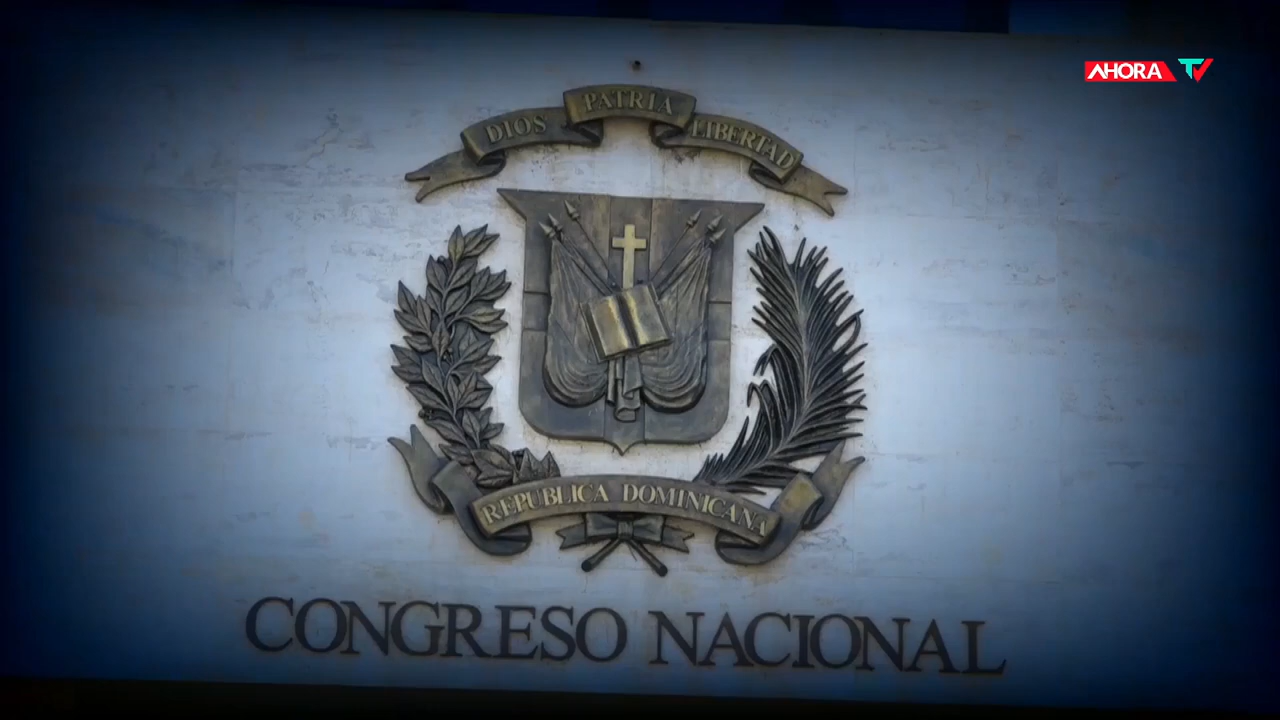 AHORA TV
DIOS PATRIA LIBERTAD
REPUBLICA DOMINICANA
CONGRESO NACIONAL